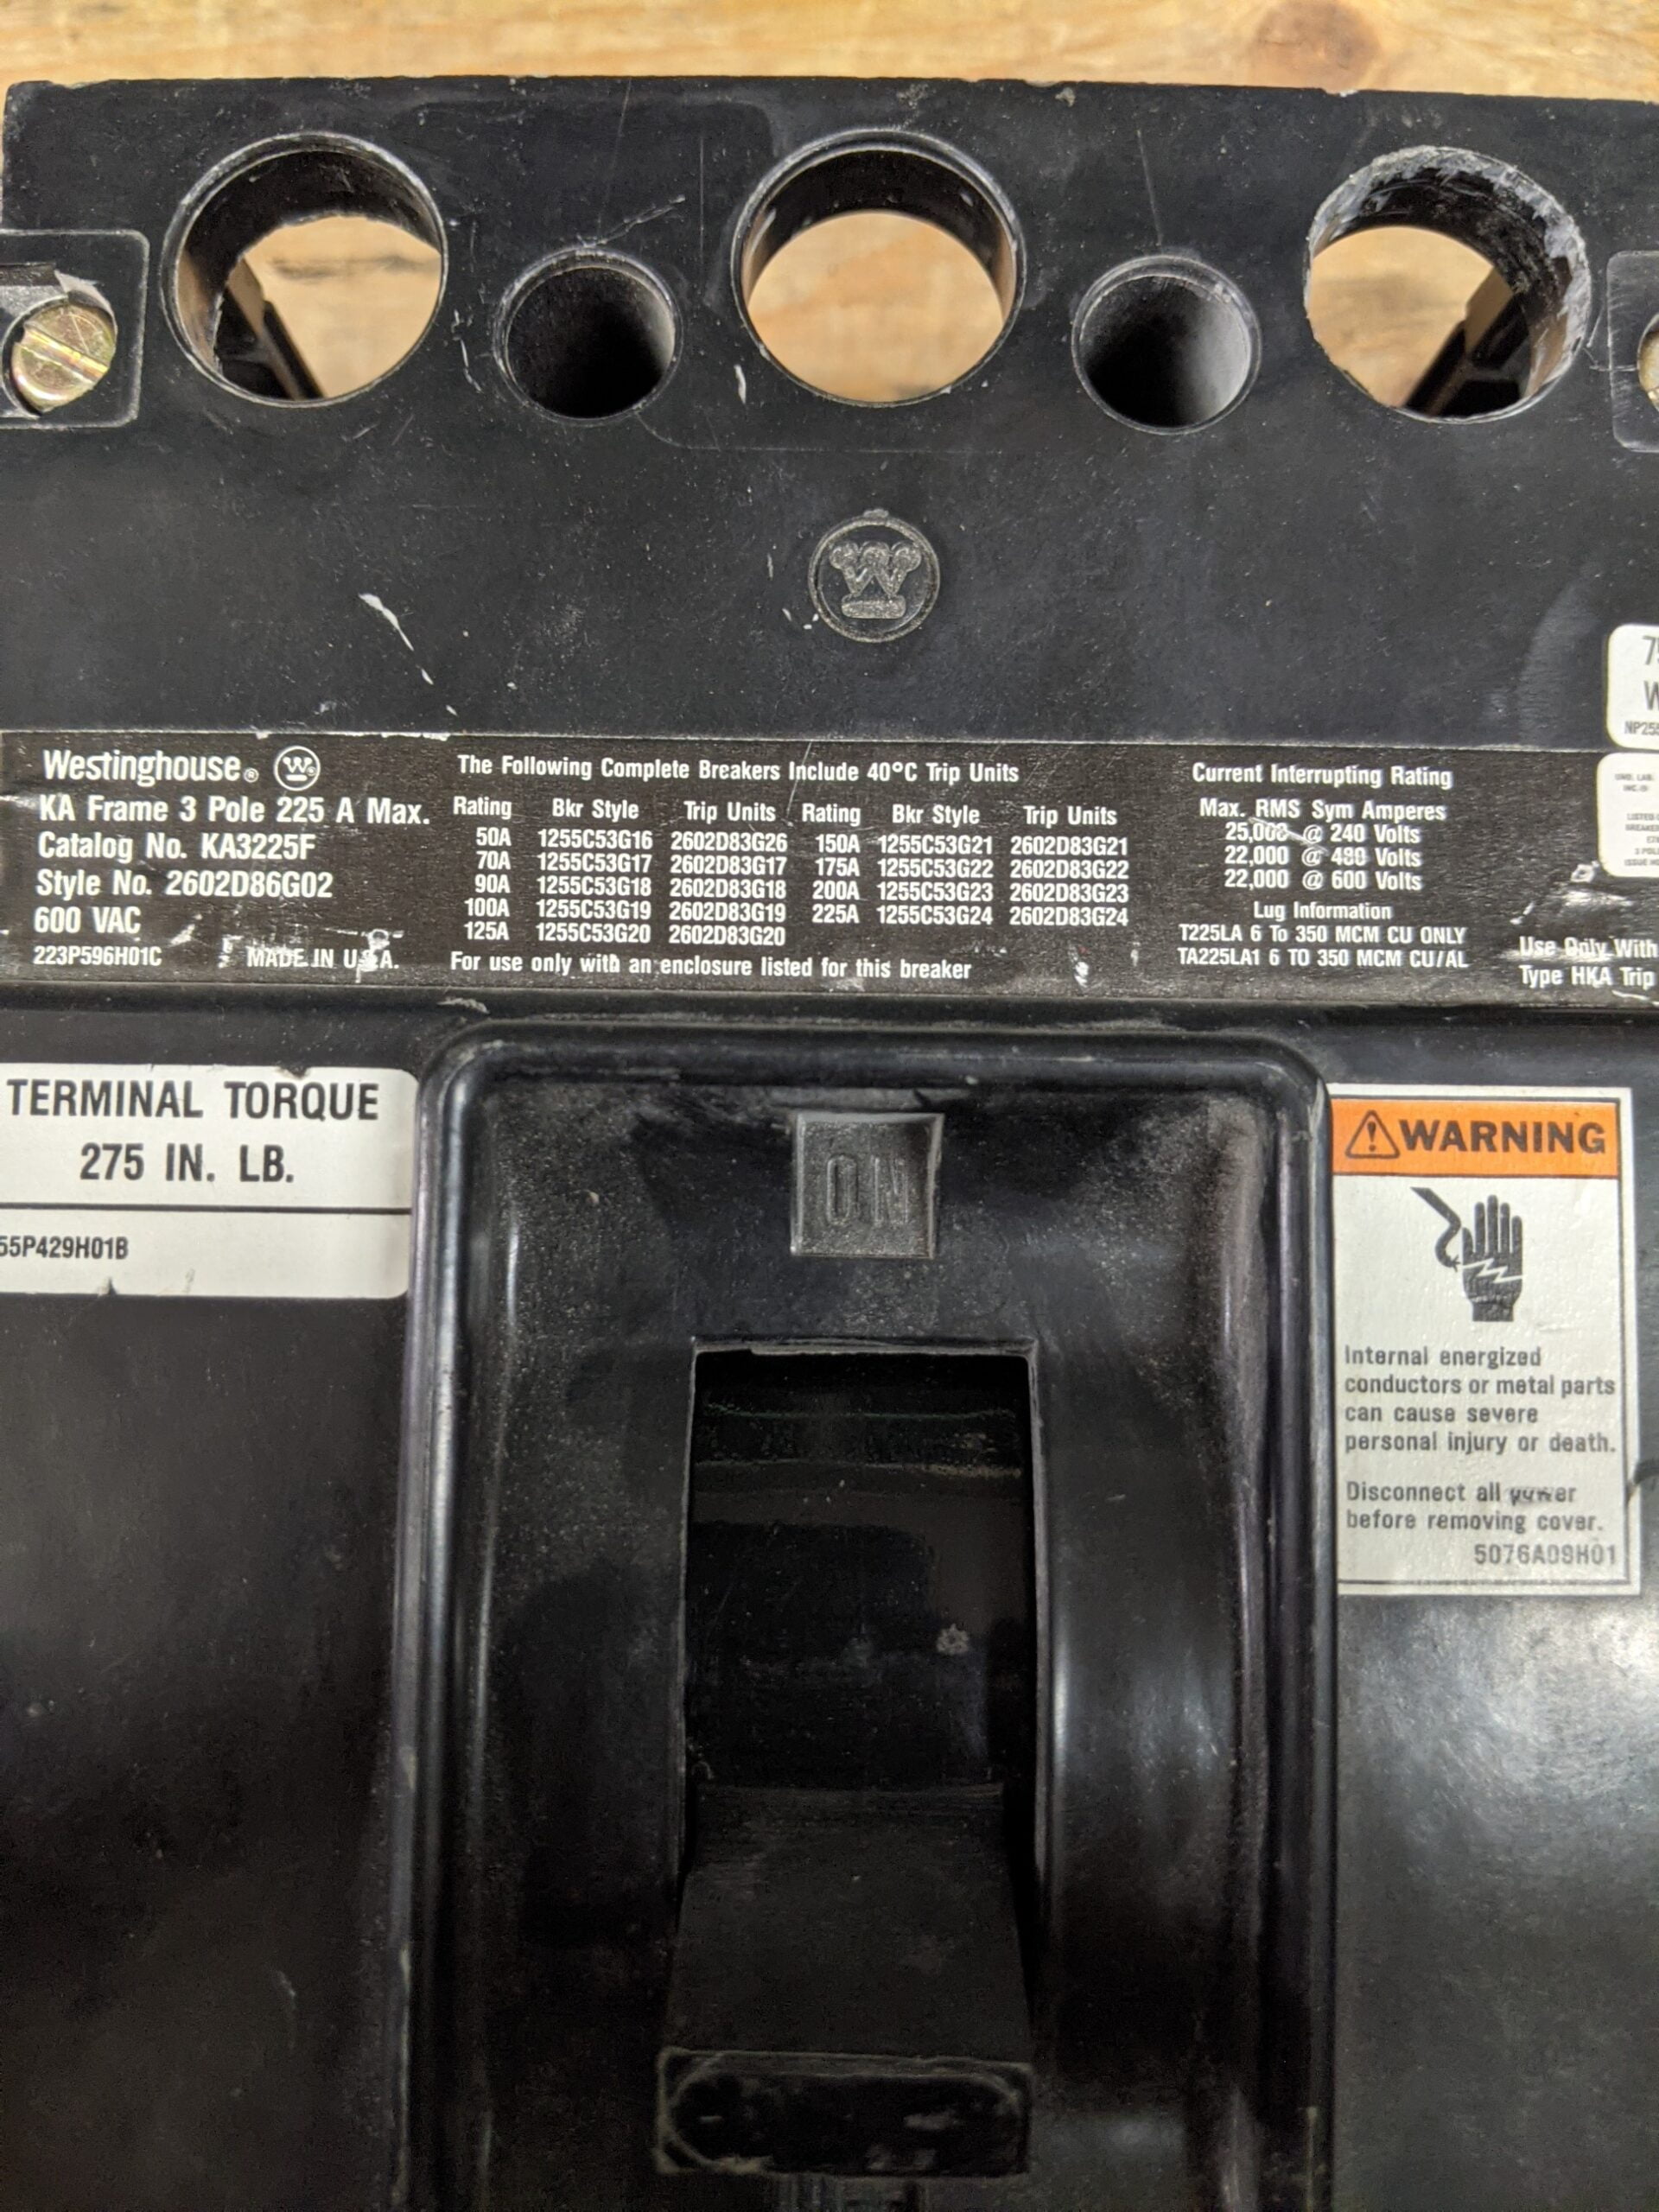 Westinghouse®
KA Frame 3 Pole 225 A Max.
Catalog No. KA3225F
Style No. 2602D86G02
600 VAC
223P596H01C MADE IN U.S.A.
The Following Complete Breakers Include 40°C Trip Units
Rating Bkr Style Trip Units Rating Bkr Style Trip Units
50A 1255C53G16 2602D83G26 150A 1255C53G21 2602D83G21
70A 1255C53G17 2602D83G17 175A 1255C53G22 2602D83G22
90A 1255C53G18 2602D83G18 200A 1255C53G23 2602D83G23
100A 1255C53G19 2602D83G19 225A 1255C53G24 2602D83G24
125A 1255C53G20 2602D83G20
For use only with an enclosure listed for this breaker
Current Interrupting Rating
Max. RMS Sym Amperes
25,000 @ 240 Volts
22,000 @ 480 Volts
22,000 @ 600 Volts
Lug Information
T225LA 6 To 350 MCM CU ONLY
TA225LA1 6 TO 350 MCM CU/AL
Use Only With
Type HKA Trip
TERMINAL TORQUE
275 IN. LB.
55P429H01B
ON
WARNING
Internal energized
conductors or metal parts
can cause severe
personal injury or death.
Disconnect all power
before removing cover.
5076A09H01